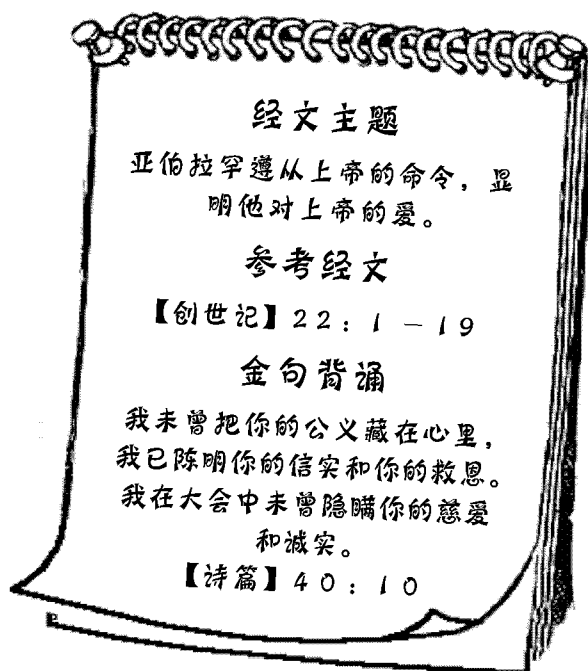 经文主题
亚伯拉罕遵从上帝的命令，显
明他对上帝的爱。
参考经文
【创世记】22：1－19
金句背诵
我未曾把你的公义藏在心里，
我已陈明你的信实和你的救恩。
我在大会中未曾隐瞒你的慈爱
和诚实。
【诗篇】40：10